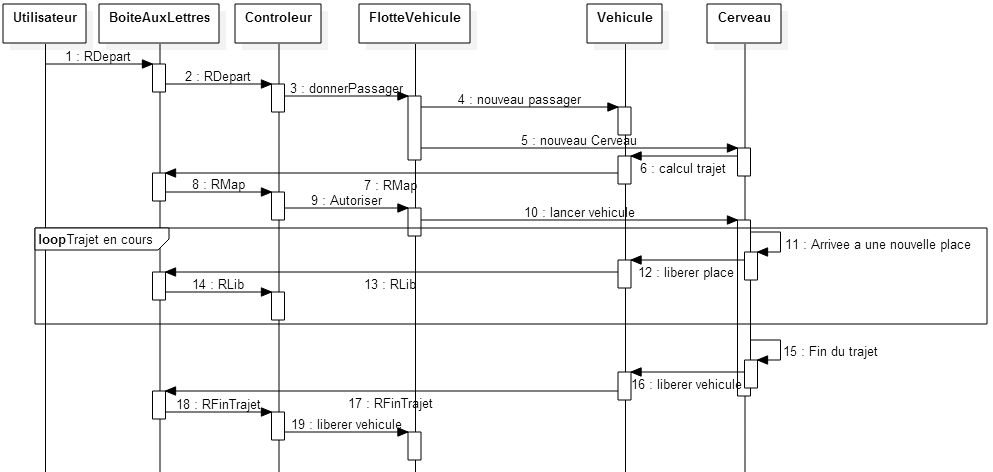 Utilisateur
BoiteAuxLettres
Controleur
FlotteVehicule
Vehicule
Cerveau
1 : RDepart
2 : RDepart
3 : donnerPassager
4 : nouveau passager
5 : nouveau Cerveau
6 : calcul trajet
7 : RMap
8 : RMap
9 : Autoriser
10 : lancer vehicule
loop Trajet en cours
11 : Arrivee a une nouvelle place
12 : liberer place
13 : RLib
14 : RLib
15 : Fin du trajet
16 : liberer vehicule
17 : RFinTrajet
18 : RFinTrajet
19 : liberer vehicule